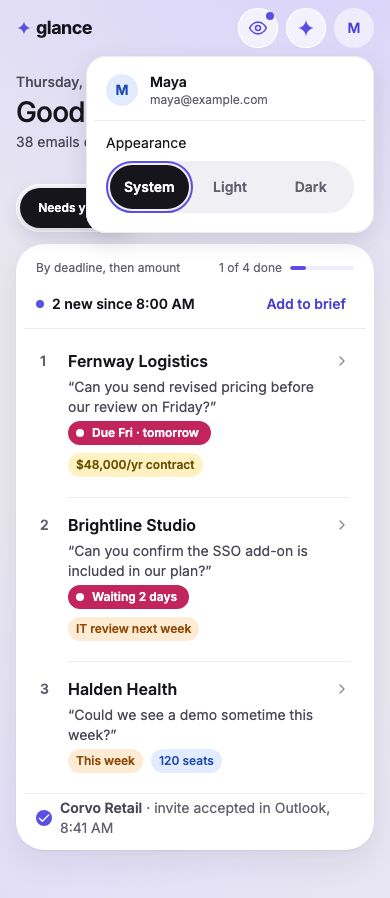 glance
M
Thursday,
Good
38 emails
Needs
M
Maya
maya@example.com
Appearance
System
Light
Dark
By deadline, then amount
1 of 4 done
2 new since 8:00 AM
Add to brief
1
Fernway Logistics
“Can you send revised pricing before
our review on Friday?”
Due Fri · tomorrow
$48,000/yr contract
2
Brightline Studio
“Can you confirm the SSO add-on is
included in our plan?”
Waiting 2 days
IT review next week
3
Halden Health
“Could we see a demo sometime this
week?”
This week
120 seats
Corvo Retail · invite accepted in Outlook,
8:41 AM